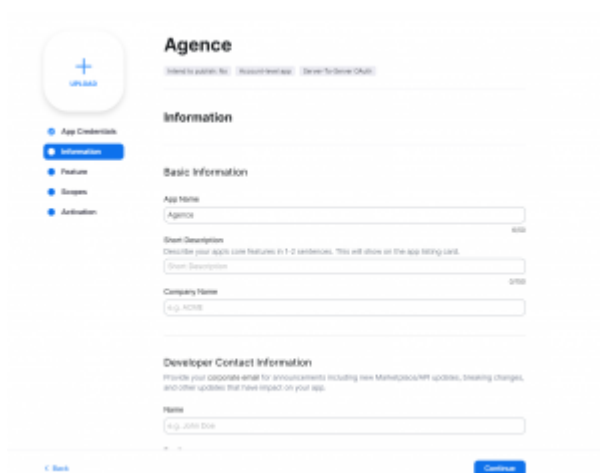 Agence
UPLOAD
Intend to publish: No Account-level app Server-To-Server OAuth
Information
App Credentials
Information
Feature
Scopes
Activation
Basic Information
App Name
Agence
6/50
Short Description
Describe your app's core features in 1-2 sentences. This will show on the app listing card.
Short Description
0/150
Company Name
e.g. ACME
Developer Contact Information
Provide your corporate email for announcements including new Marketplace/API updates, breaking changes,
and other updates that have impact on your app.
Name
e.g. John Doe
< Back
Continue